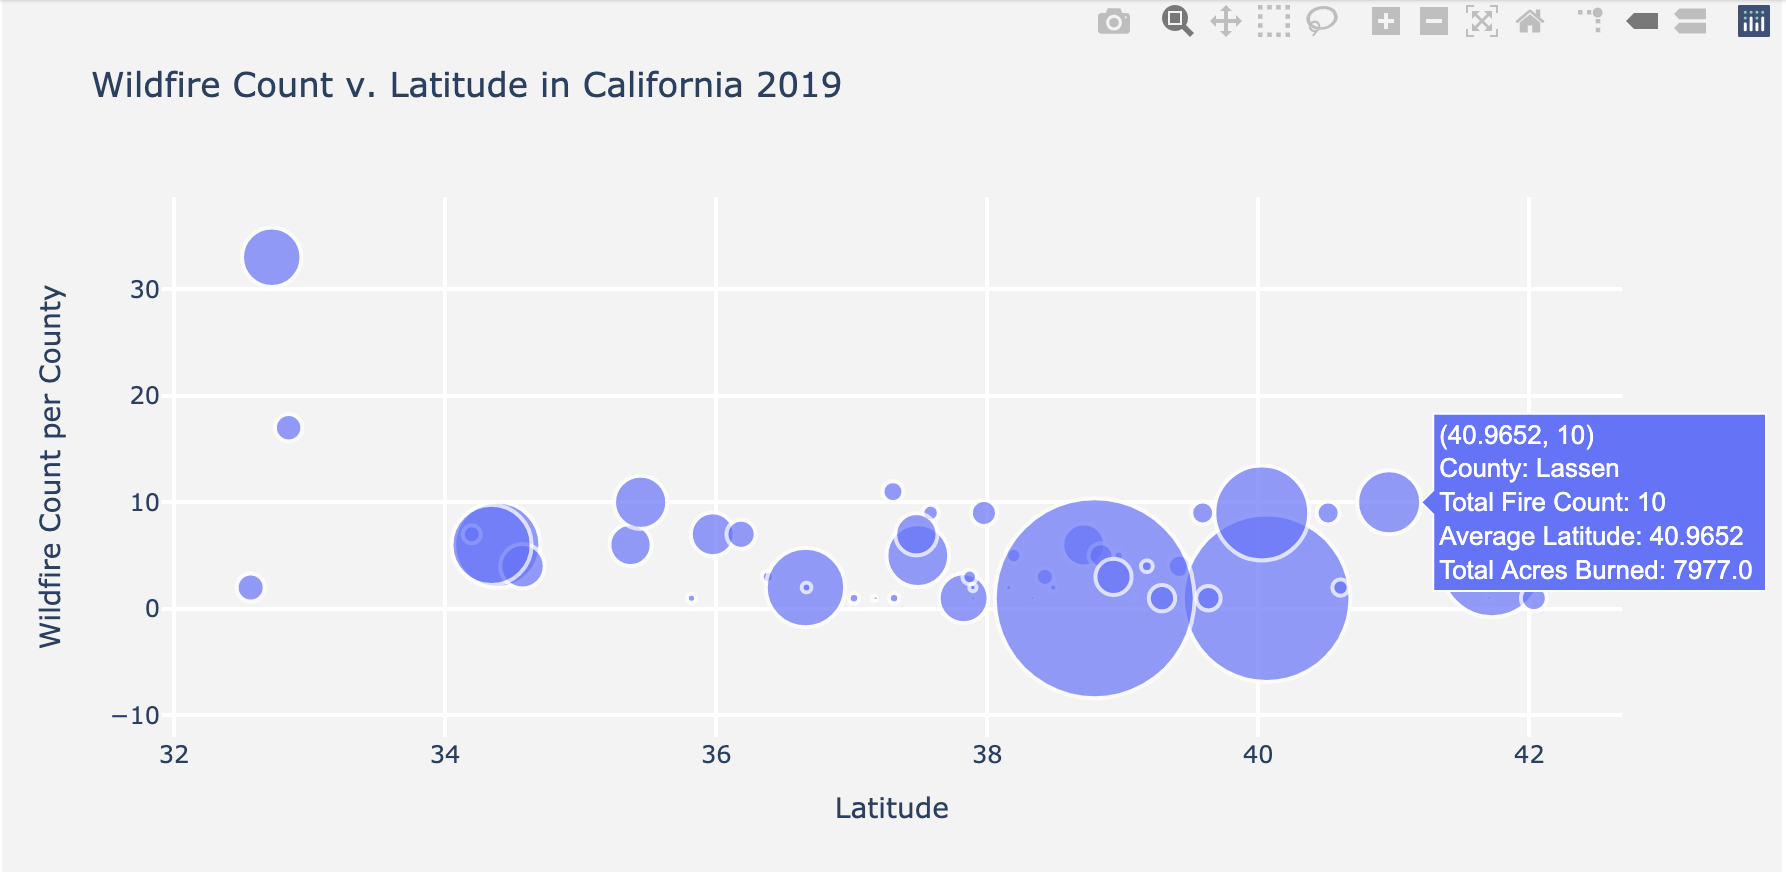 Wildfire Count v. Latitude in California 2019
Wildfire Count per County
30
20
10
0
−10
32
34
36
38
40
42
Latitude
(40.9652, 10)
County: Lassen
Total Fire Count: 10
Average Latitude: 40.9652
Total Acres Burned: 7977.0